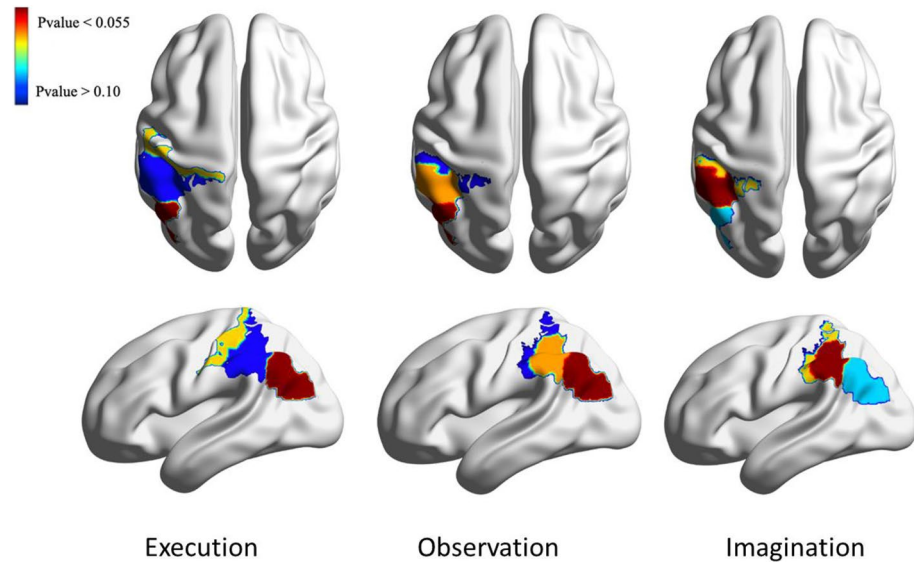 Pvalue < 0.055
Pvalue > 0.10
Execution
Observation
Imagination